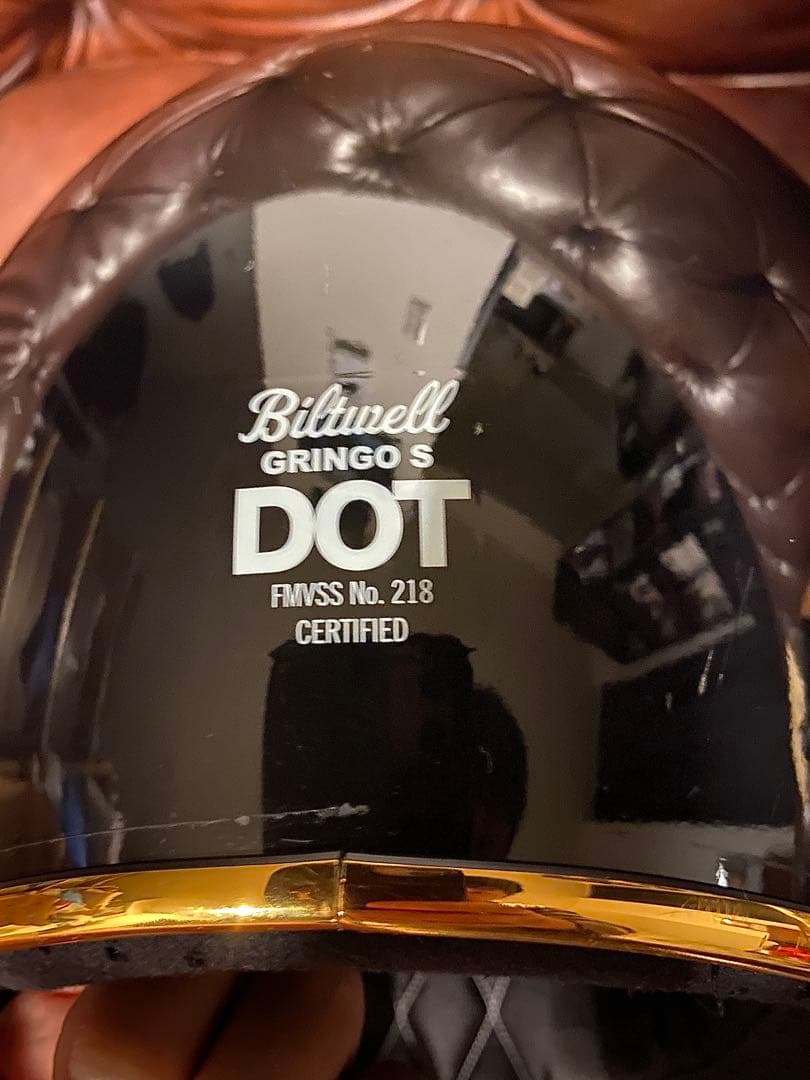 Biltwell
GRINGO S
DOT
FMVSS No. 218
CERTIFIED